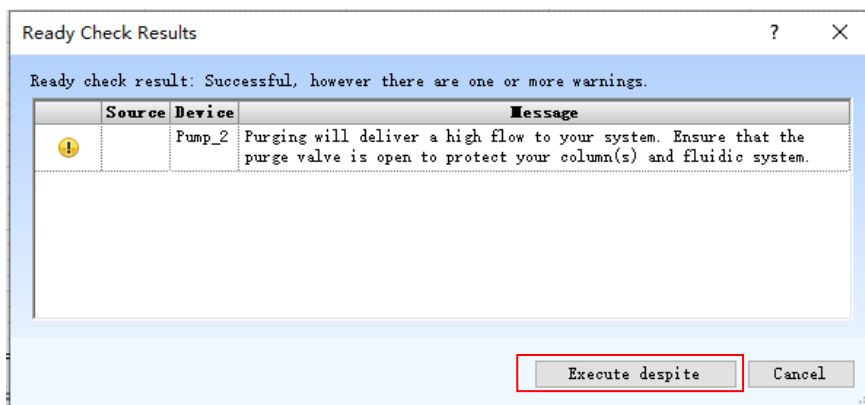 Ready Check Results
?
Ready check result: Successful, however there are one or more warnings.
Source Device Message
Pump_2 Purging will deliver a high flow to your system. Ensure that the
purge valve is open to protect your column(s) and fluidic system.
Execute despite Cancel